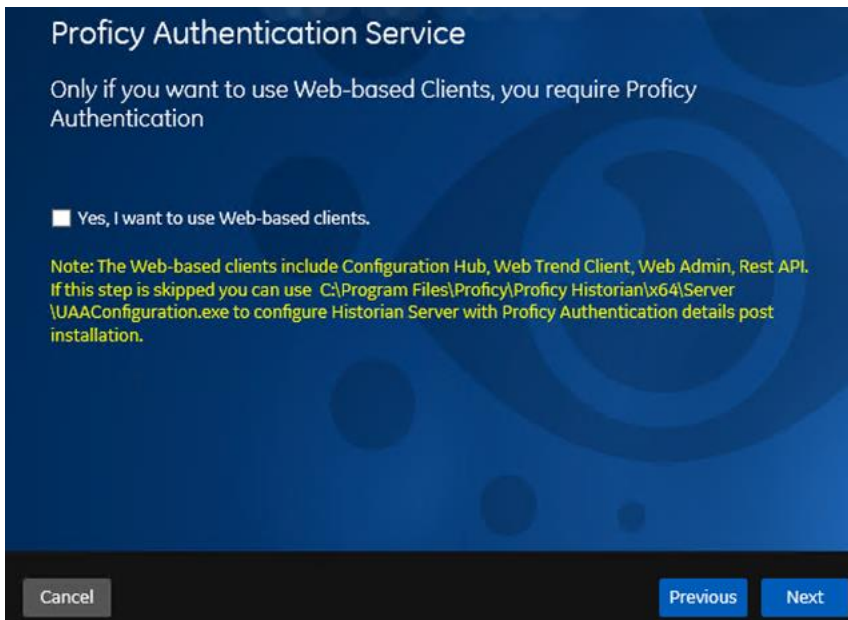 Proficy Authentication Service
Only if you want to use Web-based Clients, you require Proficy
Authentication
Yes, I want to use Web-based clients.
Note: The Web-based clients include Configuration Hub, Web Trend Client, Web Admin, Rest API.
If this step is skipped you can use C:\Program Files\Proficy\Proficy Historian\x64\Server
\UAAConfiguration.exe to configure Historian Server with Proficy Authentication details post
installation.
Cancel
Previous
Next